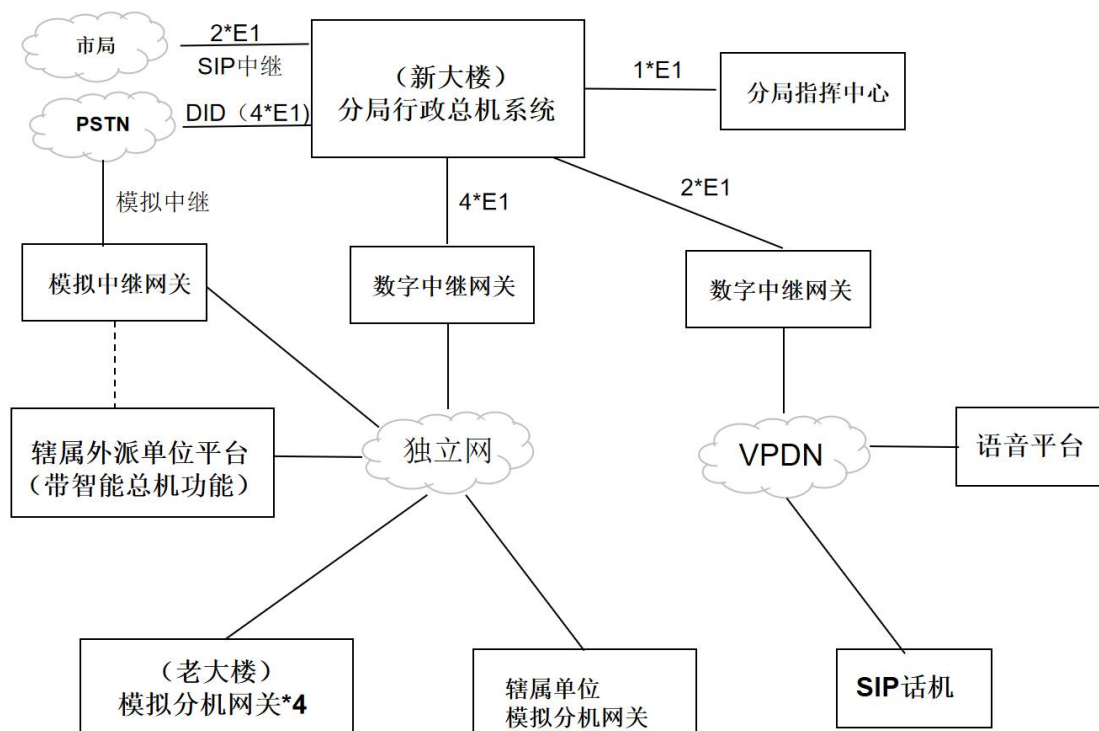 市局
2*E1
SIP中继
PSTN
DID（4*E1)
（新大楼）
分局行政总机系统
1*E1
分局指挥中心
模拟中继
4*E1
2*E1
模拟中继网关
数字中继网关
数字中继网关
辖属外派单位平台
（带智能总机功能）
独立网
VPDN
语音平台
（老大楼）
模拟分机网关*4
辖属单位
模拟分机网关
SIP话机